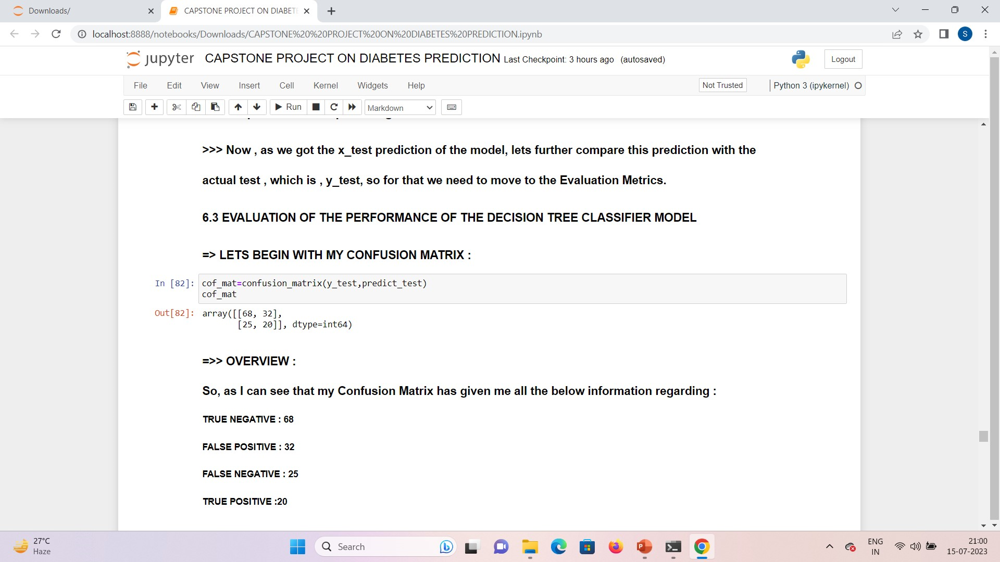 Downloads/
CAPSTONE PROJECT ON DIABETE
localhost:8888/notebooks/Downloads/CAPSTONE%20%20PROJECT%20ON%20DIABETES%20PREDICTION.ipynb
S
jupyter CAPSTONE PROJECT ON DIABETES PREDICTION Last Checkpoint: 3 hours ago (autosaved)
Logout
File Edit View Insert Cell Kernel Widgets Help
Not Trusted
Python 3 (ipykernel)
Run
Markdown
>>> Now , as we got the x_test prediction of the model, lets further compare this prediction with the
actual test , which is , y_test, so for that we need to move to the Evaluation Metrics.
6.3 EVALUATION OF THE PERFORMANCE OF THE DECISION TREE CLASSIFIER MODEL
=> LETS BEGIN WITH MY CONFUSION MATRIX :
In [82]: cof_mat=confusion_matrix(y_test,predict_test)
cof_mat
Out[82]: array([[68, 32],
[25, 20]], dtype=int64)
=>> OVERVIEW :
So, as I can see that my Confusion Matrix has given me all the below information regarding :
TRUE NEGATIVE : 68
FALSE POSITIVE : 32
FALSE NEGATIVE : 25
TRUE POSITIVE :20
27°C
Haze
Search
ENG
IN
21:00
15-07-2023